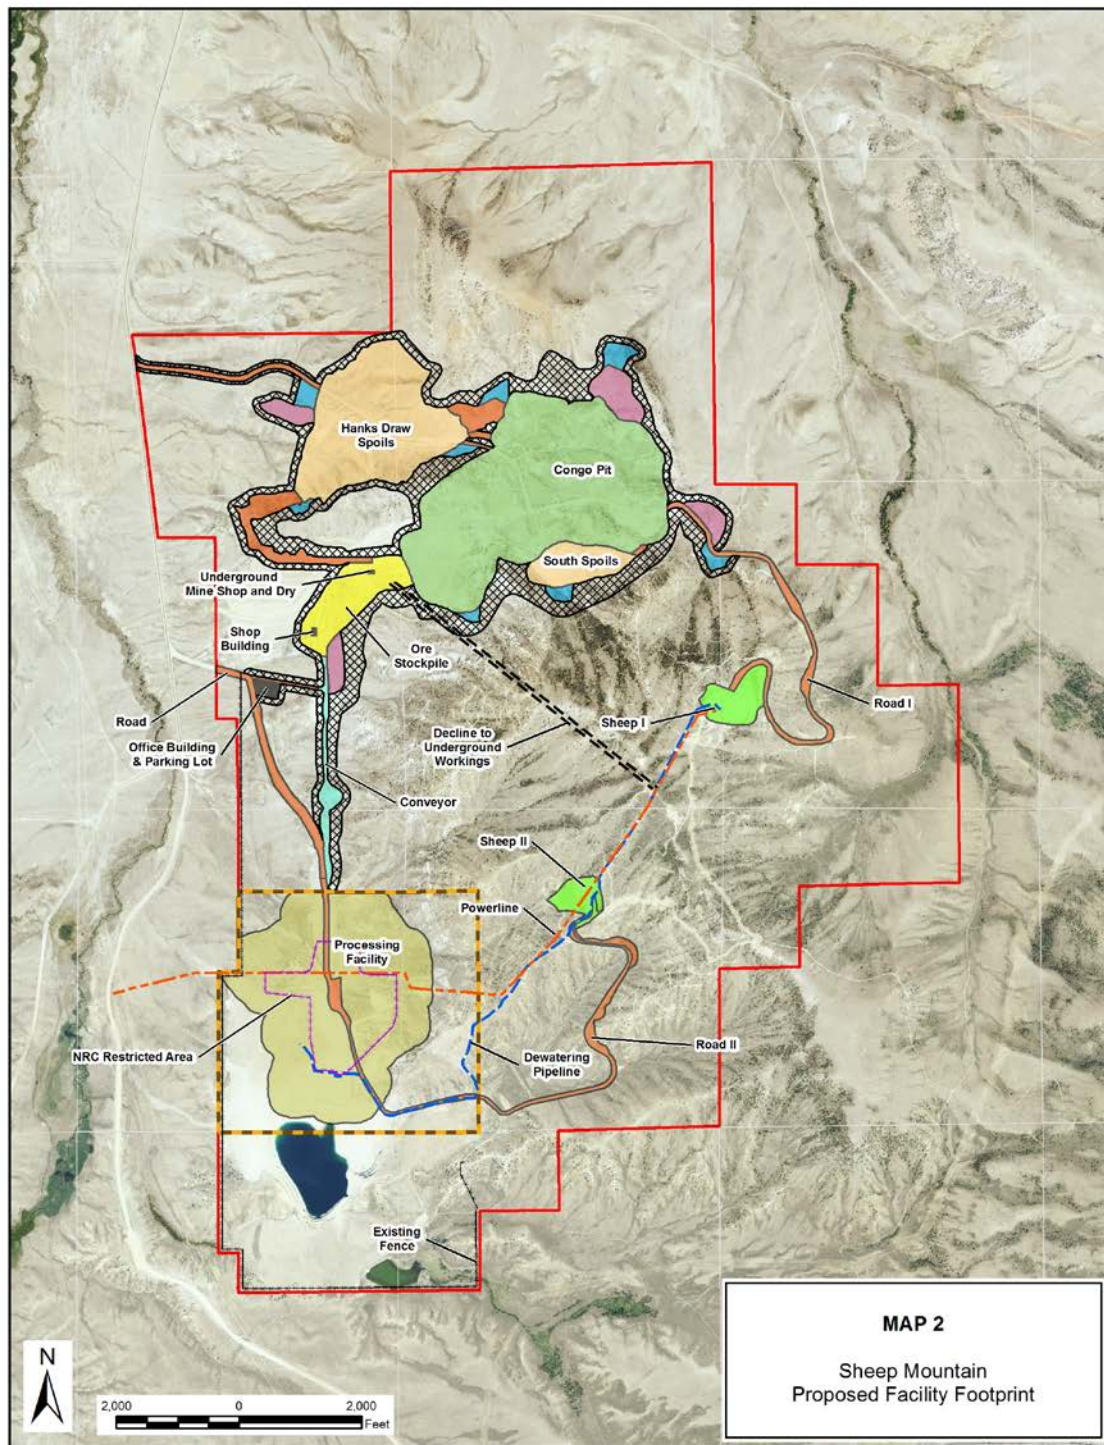 Hanks Draw
Spoils
Congo Pit
South Spoils
Underground
Mine Shop and Dry
Shop
Building
Ore
Stockpile
Road
Office Building
& Parking Lot
Decline to
Underground
Workings
Sheep I
Road I
Conveyor
Sheep II
Powerline
Processing
Facility
NRC Restricted Area
Dewatering
Pipeline
Road II
Existing
Fence
N
2,000
0
2,000
Feet
MAP 2
Sheep Mountain
Proposed Facility Footprint